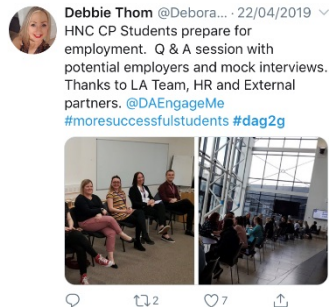 Debbie Thom @Debora... · 22/04/2019
HNC CP Students prepare for
employment.  Q & A session with
potential employers and mock interviews.
Thanks to LA Team, HR and External
partners. @DAEngageMe
#moresuccessfulstudents #dag2g
2
7